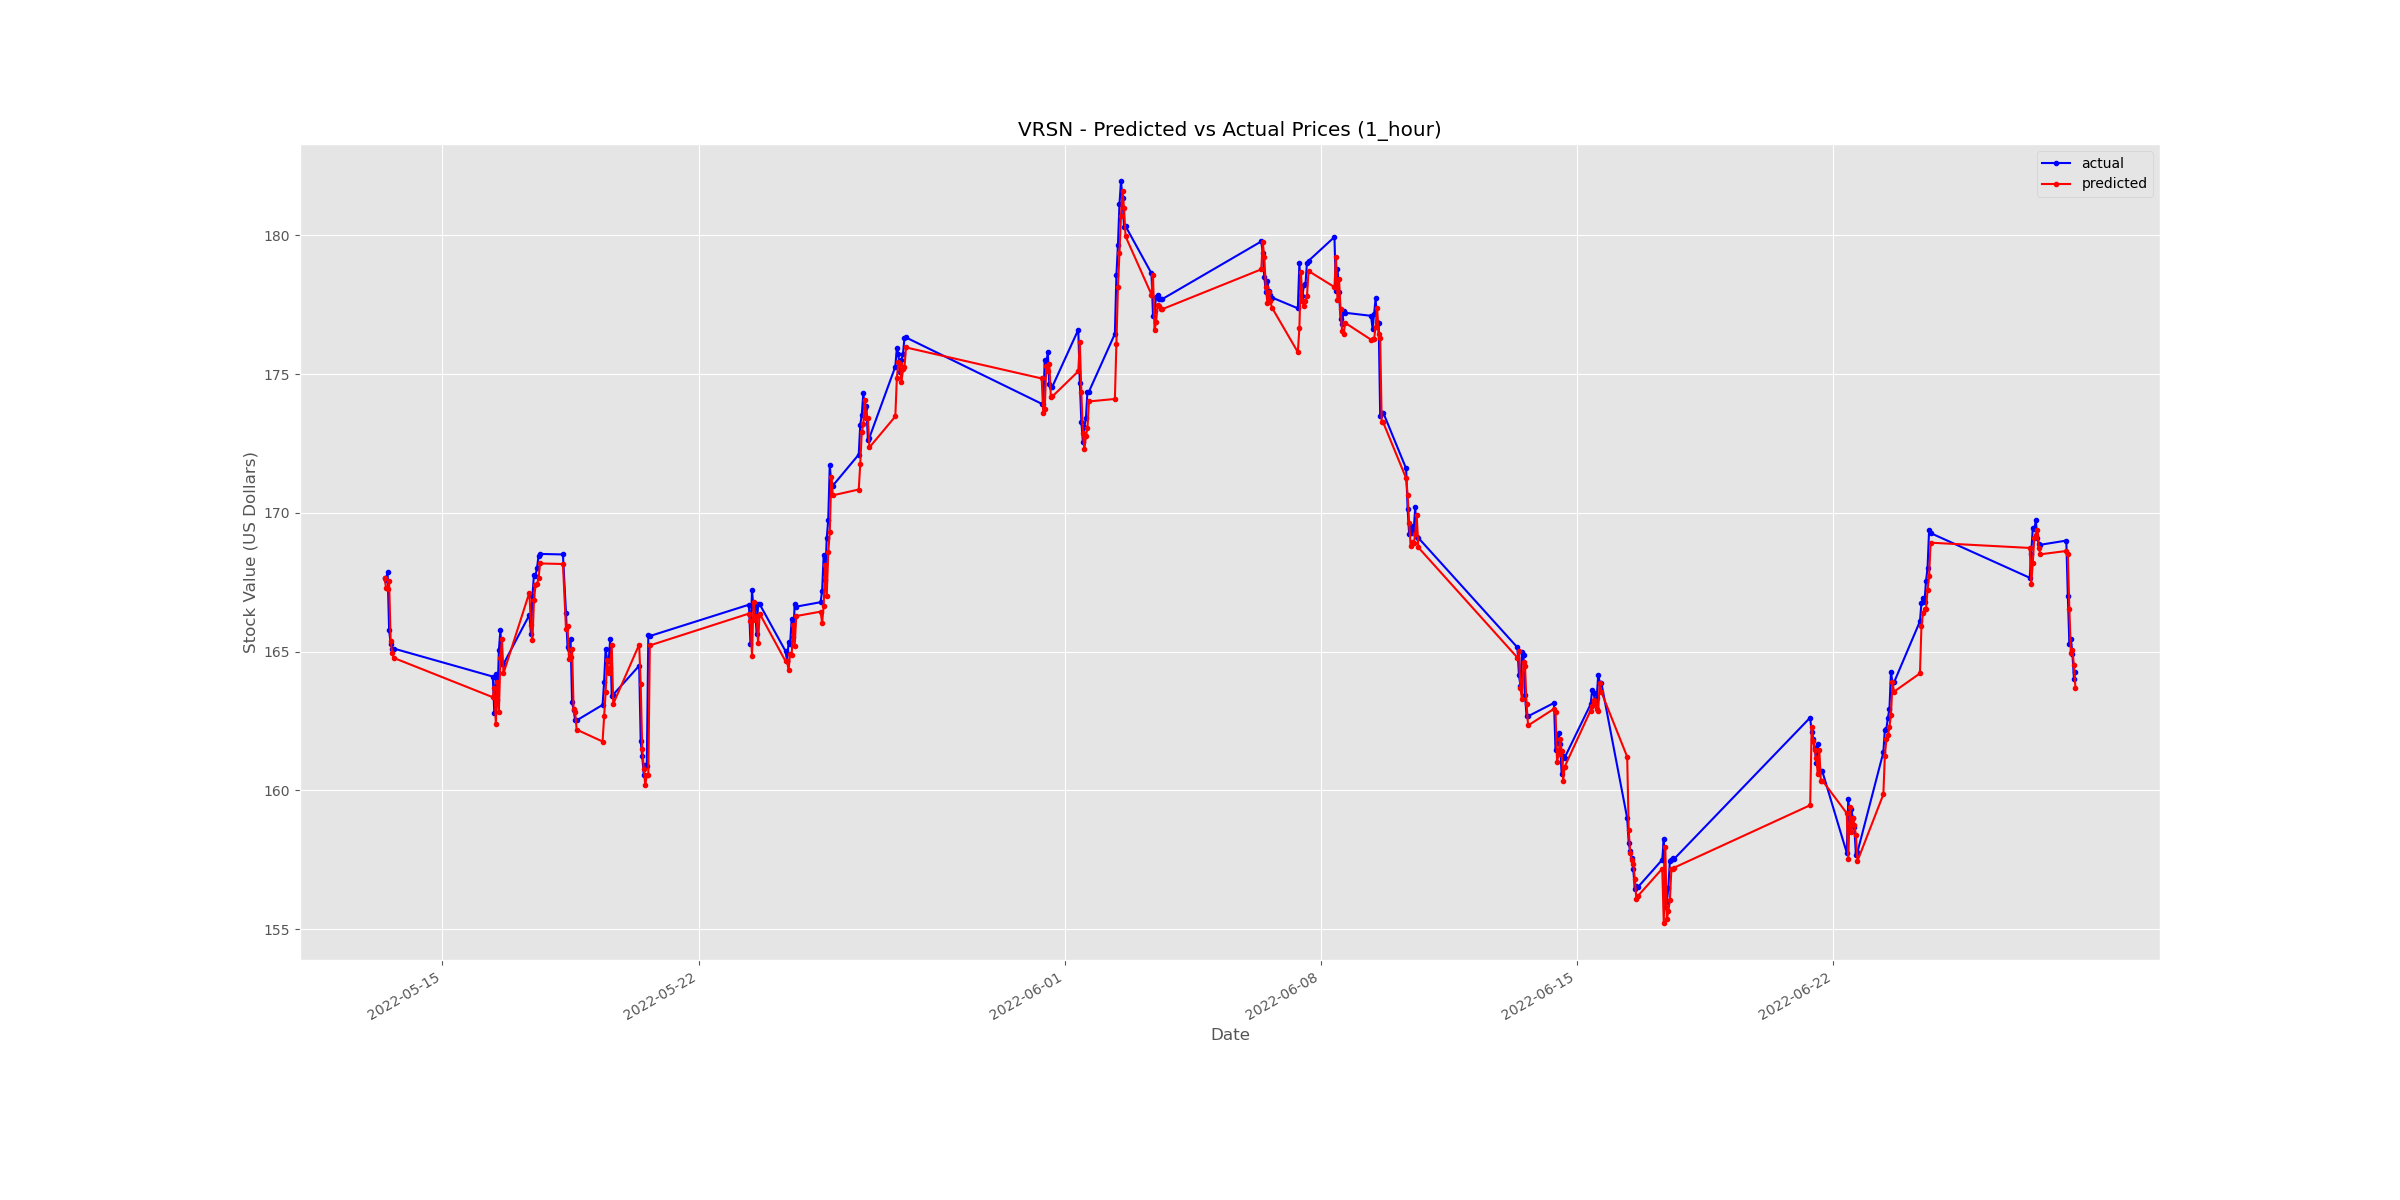 VRSN - Predicted vs Actual Prices (1_hour)
actual
predicted
Stock Value (US Dollars)
180
175
170
165
160
155
2022-05-15
2022-05-22
2022-06-01
2022-06-08
2022-06-15
2022-06-22
Date